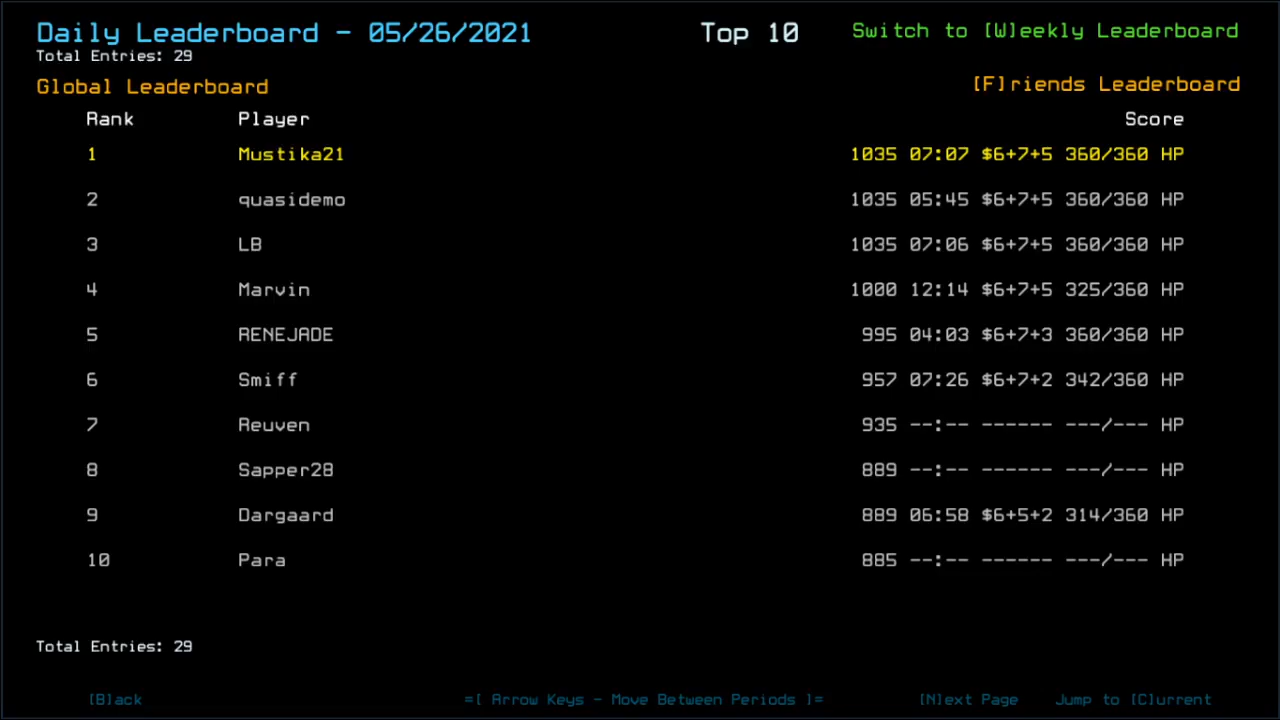 Daily Leaderboard - 05/26/2021 Top 10 Switch to [W]eekly Leaderboard
Total Entries: 29
Global Leaderboard [F]riends Leaderboard
Rank Player Score
1 Mustika21 1035 07:07 $6+7+5 360/360 HP
2 quasidemo 1035 05:45 $6+7+5 360/360 HP
3 LB 1035 07:06 $6+7+5 360/360 HP
4 Marvin 1000 12:14 $6+7+5 325/360 HP
5 RENEJADE 995 04:03 $6+7+3 360/360 HP
6 Smiff 957 07:26 $6+7+2 342/360 HP
7 Reuven 935 --:-- ------ ---/--- HP
8 Sapper28 889 --:-- ------ ---/--- HP
9 Dargaard 889 06:58 $6+5+2 314/360 HP
10 Para 885 --:-- ------ ---/--- HP
Total Entries: 29
[B]ack =[ Arrow Keys - Move Between Periods ]= [N]ext Page Jump to [C]urrent